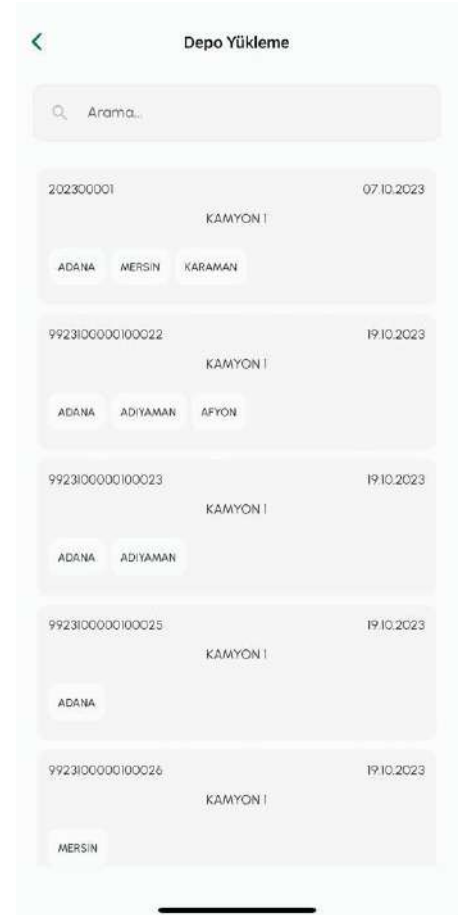 Depo Yükleme
Arama...
202300001 07.10.2023
KAMYON 1
ADANA MERSİN KARAMAN
9923100000100022 19.10.2023
KAMYON 1
ADANA ADIYAMAN AFYON
9923100000100023 19.10.2023
KAMYON 1
ADANA ADIYAMAN
9923100000100025 19.10.2023
KAMYON 1
ADANA
9923100000100026 19.10.2023
KAMYON 1
MERSİN